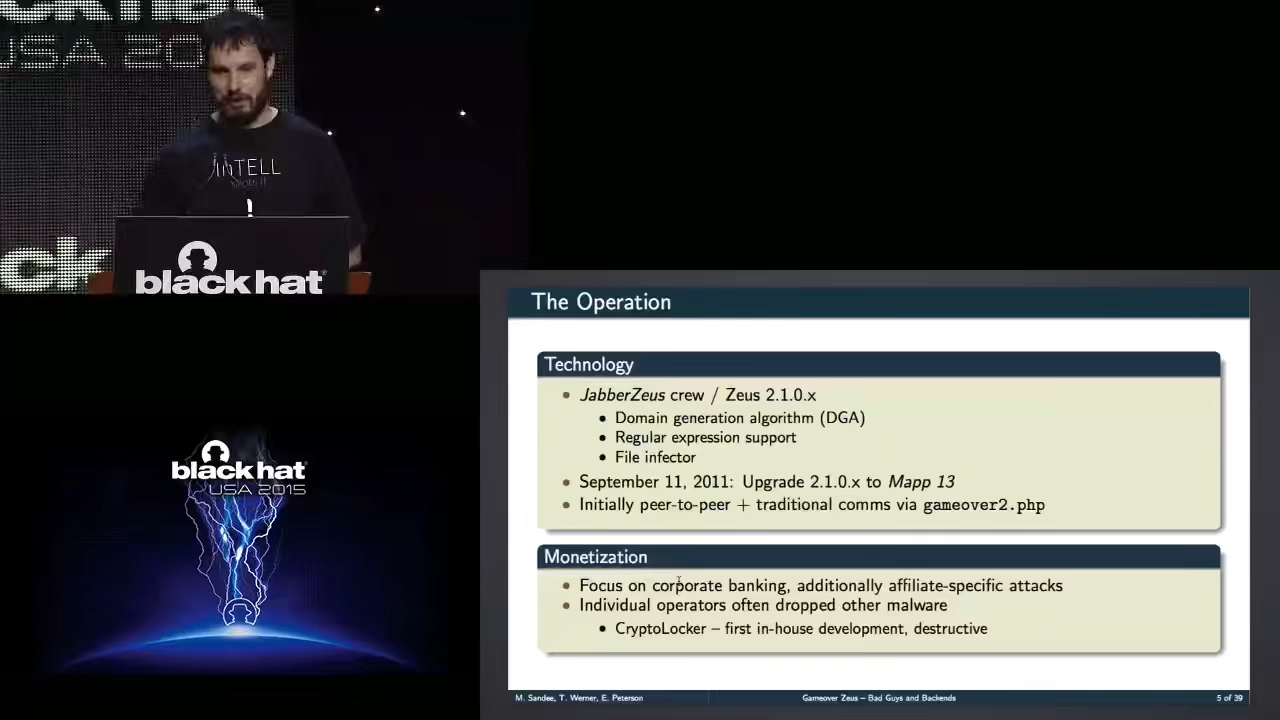 USA 20
INTELL
black hat
ck
The Operation
Technology
JabberZeus crew / Zeus 2.1.0.x
Domain generation algorithm (DGA)
Regular expression support
File infector
September 11, 2011: Upgrade 2.1.0.x to Mapp 13
Initially peer-to-peer + traditional comms via gameover2.php
Monetization
Focus on corporate banking, additionally affiliate-specific attacks
Individual operators often dropped other malware
CryptoLocker – first in-house development, destructive
M. Sandee, T. Werner, E. Peterson
Gameover Zeus – Bad Guys and Backends
5 of 39
black hat
USA 2015